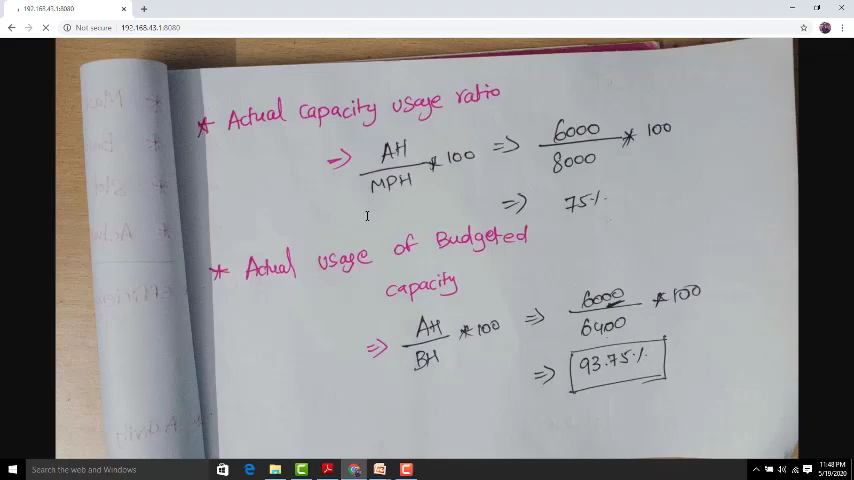 192.168.43.1:8080
Not secure 192.168.43.1:8080
* Actual capacity usage ratio
=> AH / MPH * 100 => 6000 / 8000 * 100
=> 75%
* Actual usage of Budgeted
capacity
=> AH / BH * 100 => 6000 / 6400 * 100
=> 93.75%
Search the web and Windows
11:48 PM
5/19/2020